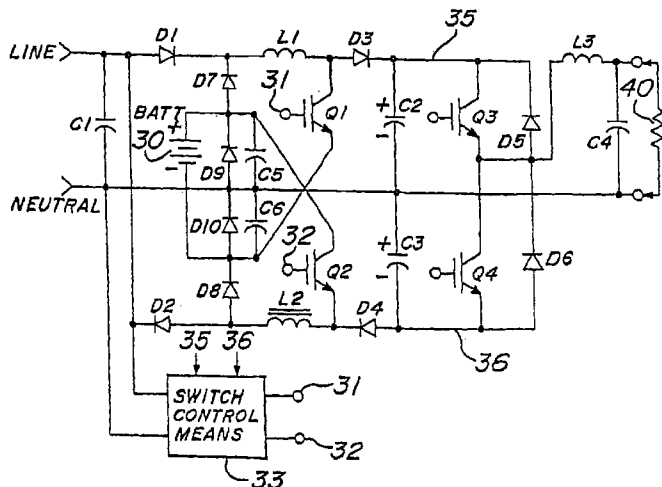 LINE
D1
L1
D3
35
L3
D7
31
Q1
C2
+
-
Q3
D5
40
C1
BATT
+
30
-
D9
C5
C4
NEUTRAL
D10
C6
32
Q2
C3
+
-
Q4
D6
D8
D2
L2
D4
36
35 36
SWITCH
CONTROL
MEANS
31
32
33